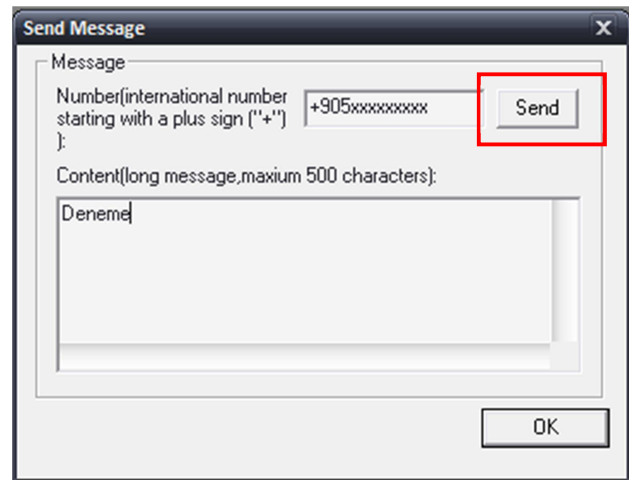 Send Message
X
Message
Number(international number
starting with a plus sign ("+")
):
+905xxxxxxxxx
Send
Content(long message,maxium 500 characters):
Deneme
OK